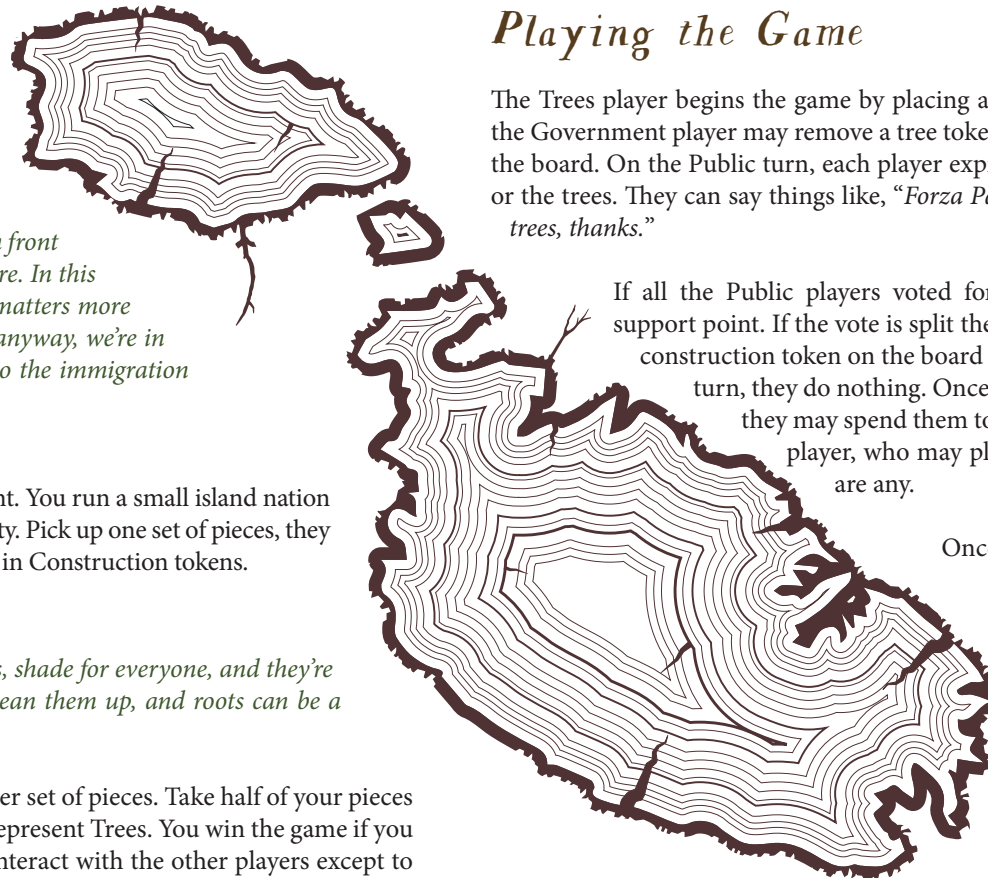 front
re. In this
matters more
anyway, we’re in
o the immigration
nt. You run a small island nation
ty. Pick up one set of pieces, they
in Construction tokens.
s, shade for everyone, and they’re
ean them up, and roots can be a
er set of pieces. Take half of your pieces
epresent Trees. You win the game if you
nteract with the other players except to
Playing the Game
The Trees player begins the game by placing a
the Government player may remove a tree toke
the board. On the Public turn, each player exp
or the trees. They can say things like, “Forza Pa
trees, thanks.”
If all the Public players voted for
support point. If the vote is split the
construction token on the board
turn, they do nothing. Once
they may spend them to
player, who may pl
are any.
Once